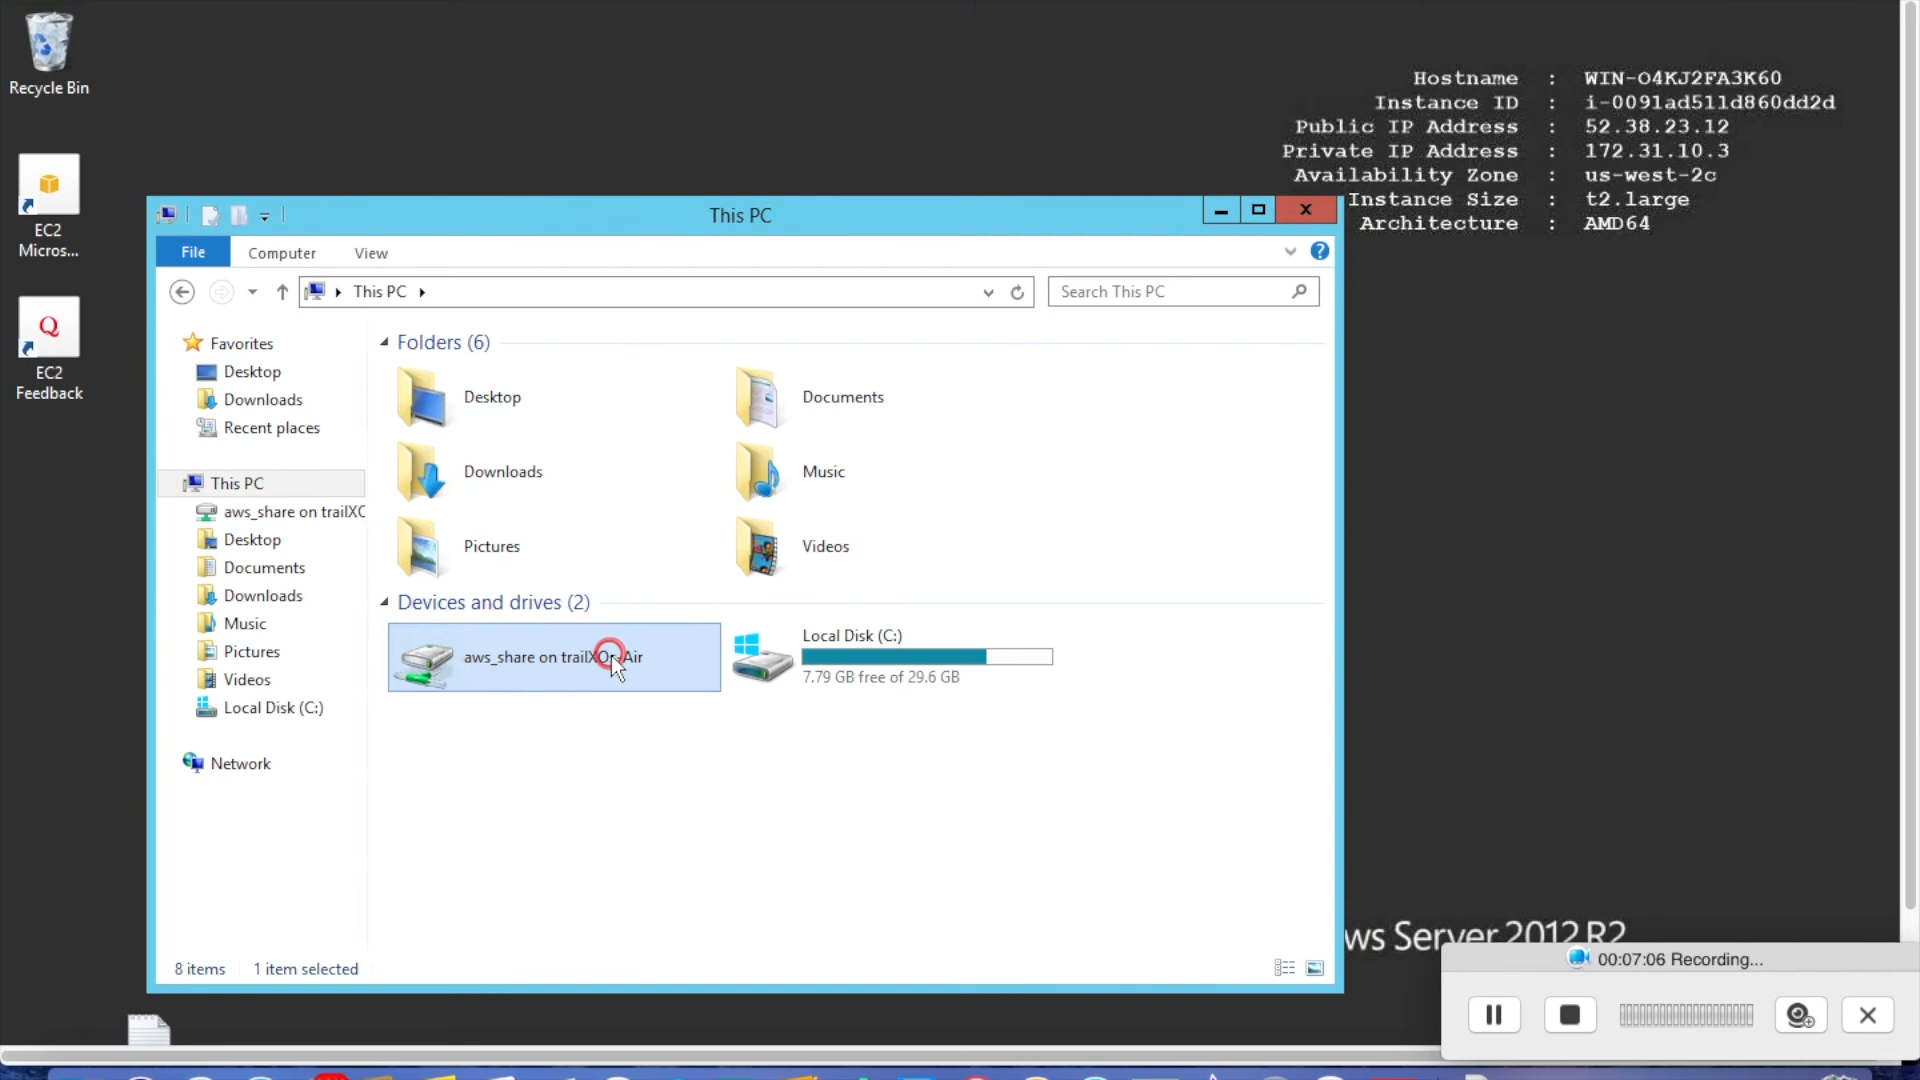 Recycle Bin
EC2
Micros...
EC2
Feedback
Hostname : WIN-O4KJ2FA3K60
Instance ID : i-0091ad511d860dd2d
Public IP Address : 52.38.23.12
Private IP Address : 172.31.10.3
Availability Zone : us-west-2c
Instance Size : t2.large
Architecture : AMD64
This PC
File Computer View
This PC
Search This PC
Favorites
Desktop
Downloads
Recent places
This PC
aws_share on trailXO
Desktop
Documents
Downloads
Music
Pictures
Videos
Local Disk (C:)
Network
Folders (6)
Desktop
Documents
Downloads
Music
Pictures
Videos
Devices and drives (2)
aws_share on trailXO--Air
Local Disk (C:)
7.79 GB free of 29.6 GB
8 items 1 item selected
ws Server 2012 R2
00:07:06 Recording...